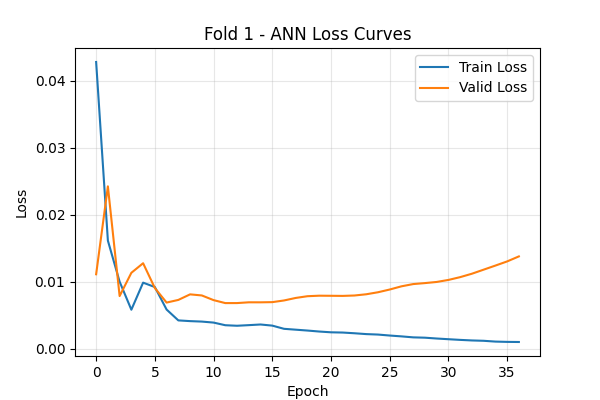 Fold 1 - ANN Loss Curves
Train Loss
Valid Loss
Loss
0.04
0.03
0.02
0.01
0.00
0 5 10 15 20 25 30 35
Epoch